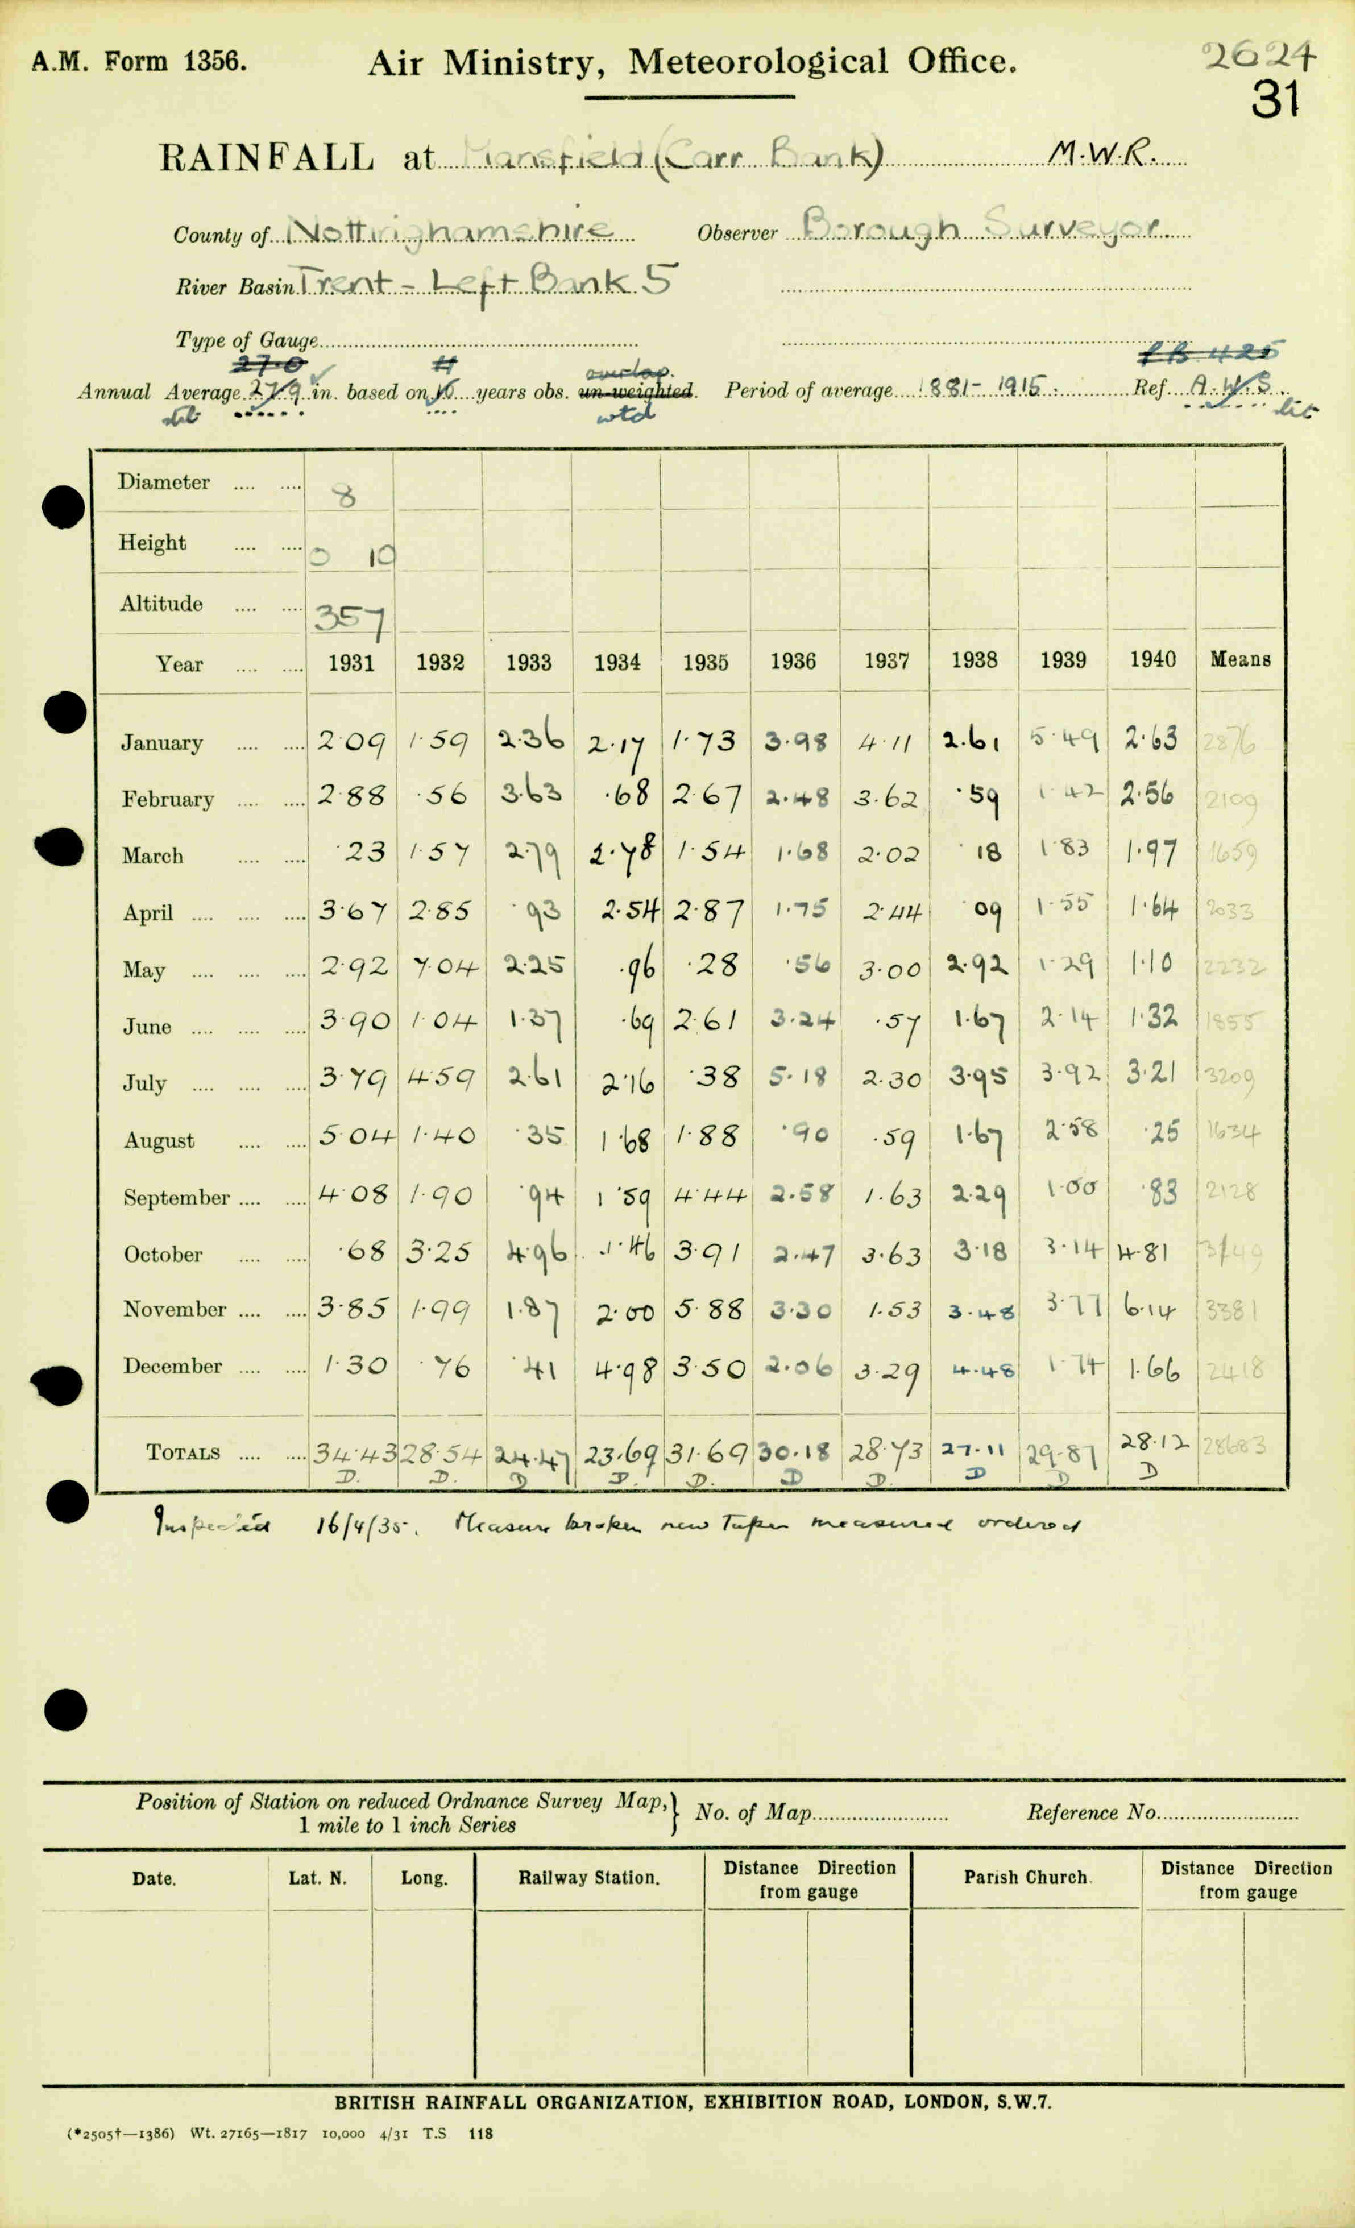 A.M. Form 1356. Air Ministry, Meteorological Office. 2624
31
RAINFALL at Mansfield (Carr Bank) M.W.R.
County of Nottinghamshire Observer Borough Surveyor
River Basin Trent - Left Bank 5
Type of Gauge
27.0 11 overlap. RB 425
Annual Average 27.9 in. based on 15 years obs. un-weighted. Period of average 1881-1915. Ref. A.W.S.
wtd
Diameter 8
Height 0 10
Altitude 357
Year 1931 1932 1933 1934 1935 1936 1937 1938 1939 1940 Means
January 2.09 1.59 2.36 2.17 1.73 3.98 4.11 2.61 5.49 2.63 2876
February 2.88 .56 3.63 .68 2.67 2.48 3.62 .59 1.42 2.56 2109
March .23 1.57 2.79 2.78 1.54 1.68 2.02 .18 1.83 1.97 1659
April 3.67 2.85 .93 2.54 2.87 1.75 2.44 09 1.55 1.64 2033
May 2.92 7.04 2.25 .96 .28 .56 3.00 2.92 1.29 1.10 2232
June 3.90 1.04 1.37 .69 2.61 3.24 .57 1.67 2.14 1.32 1855
July 3.79 4.59 2.61 2.16 .38 5.18 2.30 3.95 3.92 3.21 3209
August 5.04 1.40 .35 1.68 1.88 .90 .59 1.67 2.58 .25 1634
September 4.08 1.90 .94 1.59 4.44 2.58 1.63 2.29 1.00 .83 2128
October .68 3.25 4.96 1.46 3.91 2.47 3.63 3.18 3.14 4.81 3149
November 3.85 1.99 1.87 2.00 5.88 3.30 1.53 3.48 3.77 6.14 3381
December 1.30 .76 .41 4.98 3.50 2.06 3.29 4.48 1.74 1.66 2418
TOTALS 34.43 28.54 24.47 23.69 31.69 30.18 28.73 27.11 29.87 28.12 28683
D. D. D D. D. D D. D D D
Inspected 16/4/35. Measure broken new Taper measured ordered
Position of Station on reduced Ordnance Survey Map, } No. of Map Reference No.
1 mile to 1 inch Series
Date. Lat. N. Long. Railway Station. Distance Direction from gauge Parish Church. Distance Direction from gauge
BRITISH RAINFALL ORGANIZATION, EXHIBITION ROAD, LONDON, S.W.7.
(*2505†—1386) Wt. 27165—1817 10,000 4/31 T.S 118